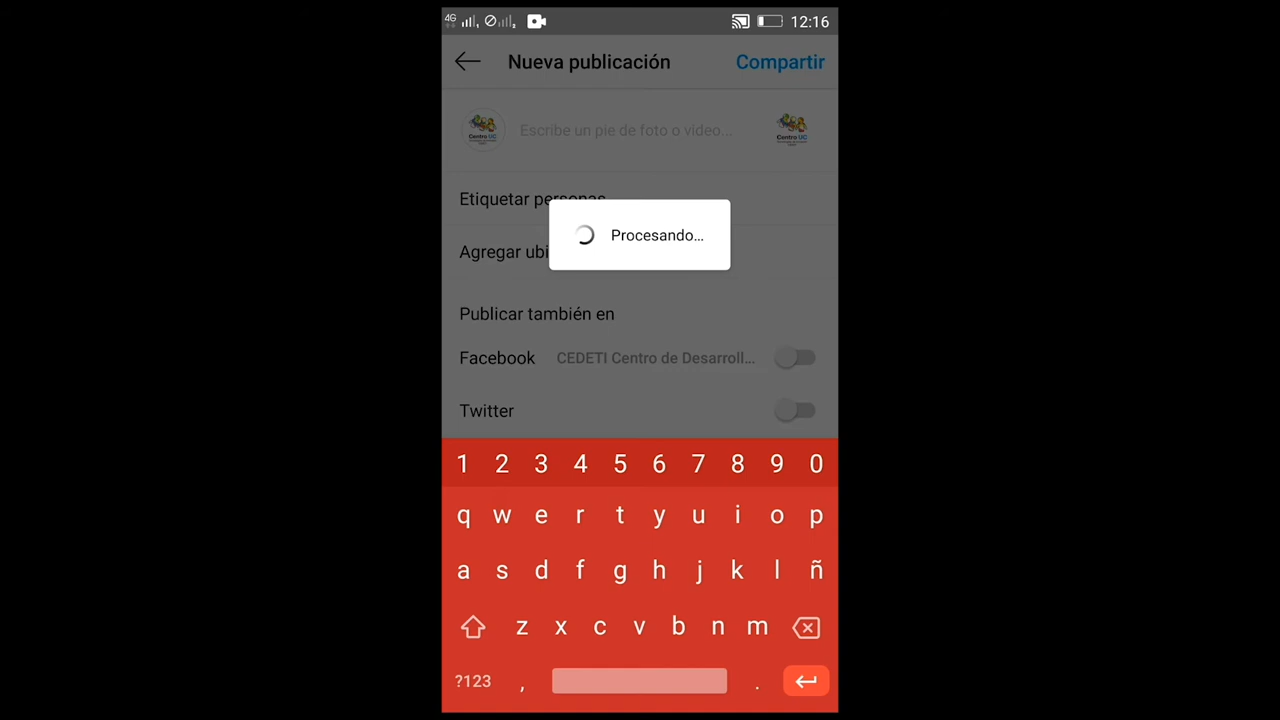 4G 12:16
Nueva publicación Compartir
Centro UC Escribe un pie de foto o video... Centro UC
Etiquetar personas
Agregar ubi
Procesando...
Publicar también en
Facebook CEDETI Centro de Desarroll...
Twitter
1 2 3 4 5 6 7 8 9 0
q w e r t y u i o p
a s d f g h j k l ñ
z x c v b n m
?123 , .